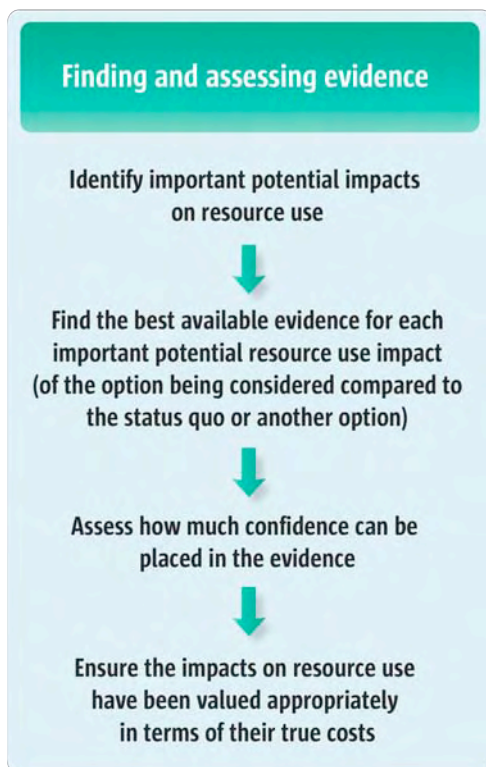 Finding and assessing evidence
Identify important potential impacts
on resource use
Find the best available evidence for each
important potential resource use impact
(of the option being considered compared to
the status quo or another option)
Assess how much confidence can be
placed in the evidence
Ensure the impacts on resource use
have been valued appropriately
in terms of their true costs